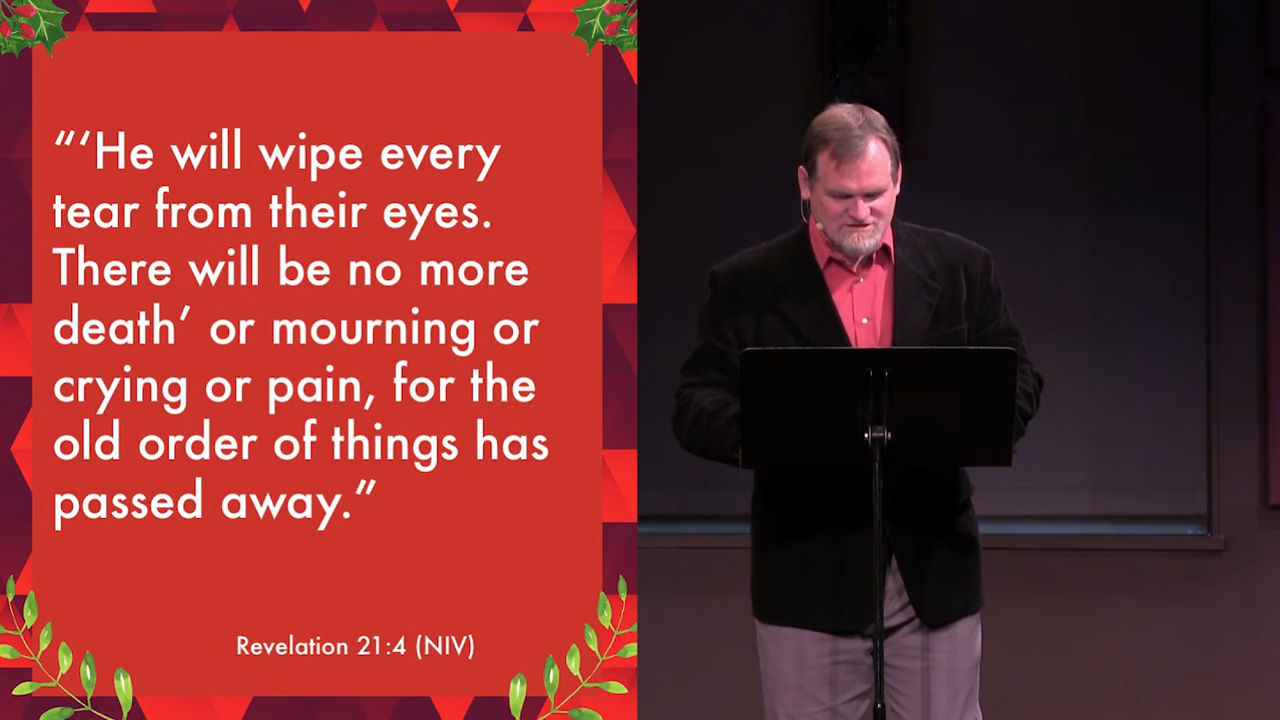 “‘He will wipe every
tear from their eyes.
There will be no more
death’ or mourning or
crying or pain, for the
old order of things has
passed away.”
Revelation 21:4 (NIV)